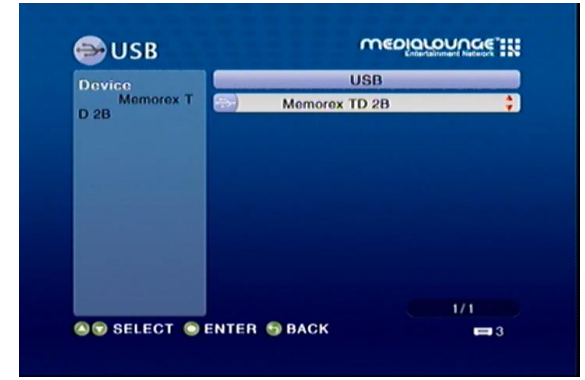 USB
MEDIALOUNGE
Entertainment Network
Device
Memorex T
D 2B
USB
Memorex TD 2B
1/1
SELECT ENTER BACK
3